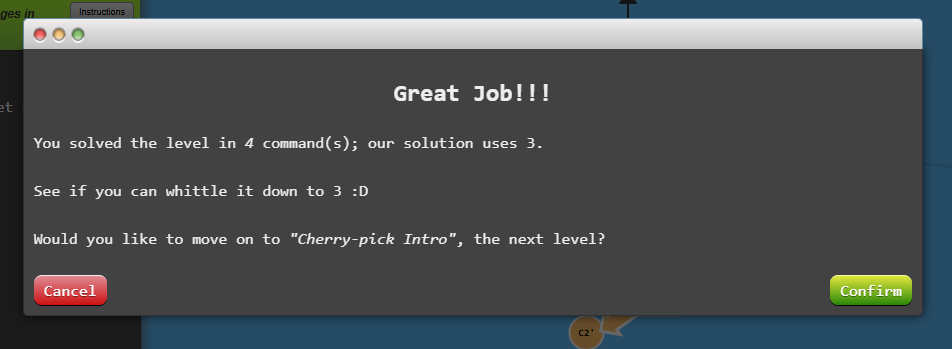 ges in
Instructions
et
Great Job!!!
You solved the level in 4 command(s); our solution uses 3.
See if you can whittle it down to 3 :D
Would you like to move on to "Cherry-pick Intro", the next level?
Cancel
Confirm
C2'